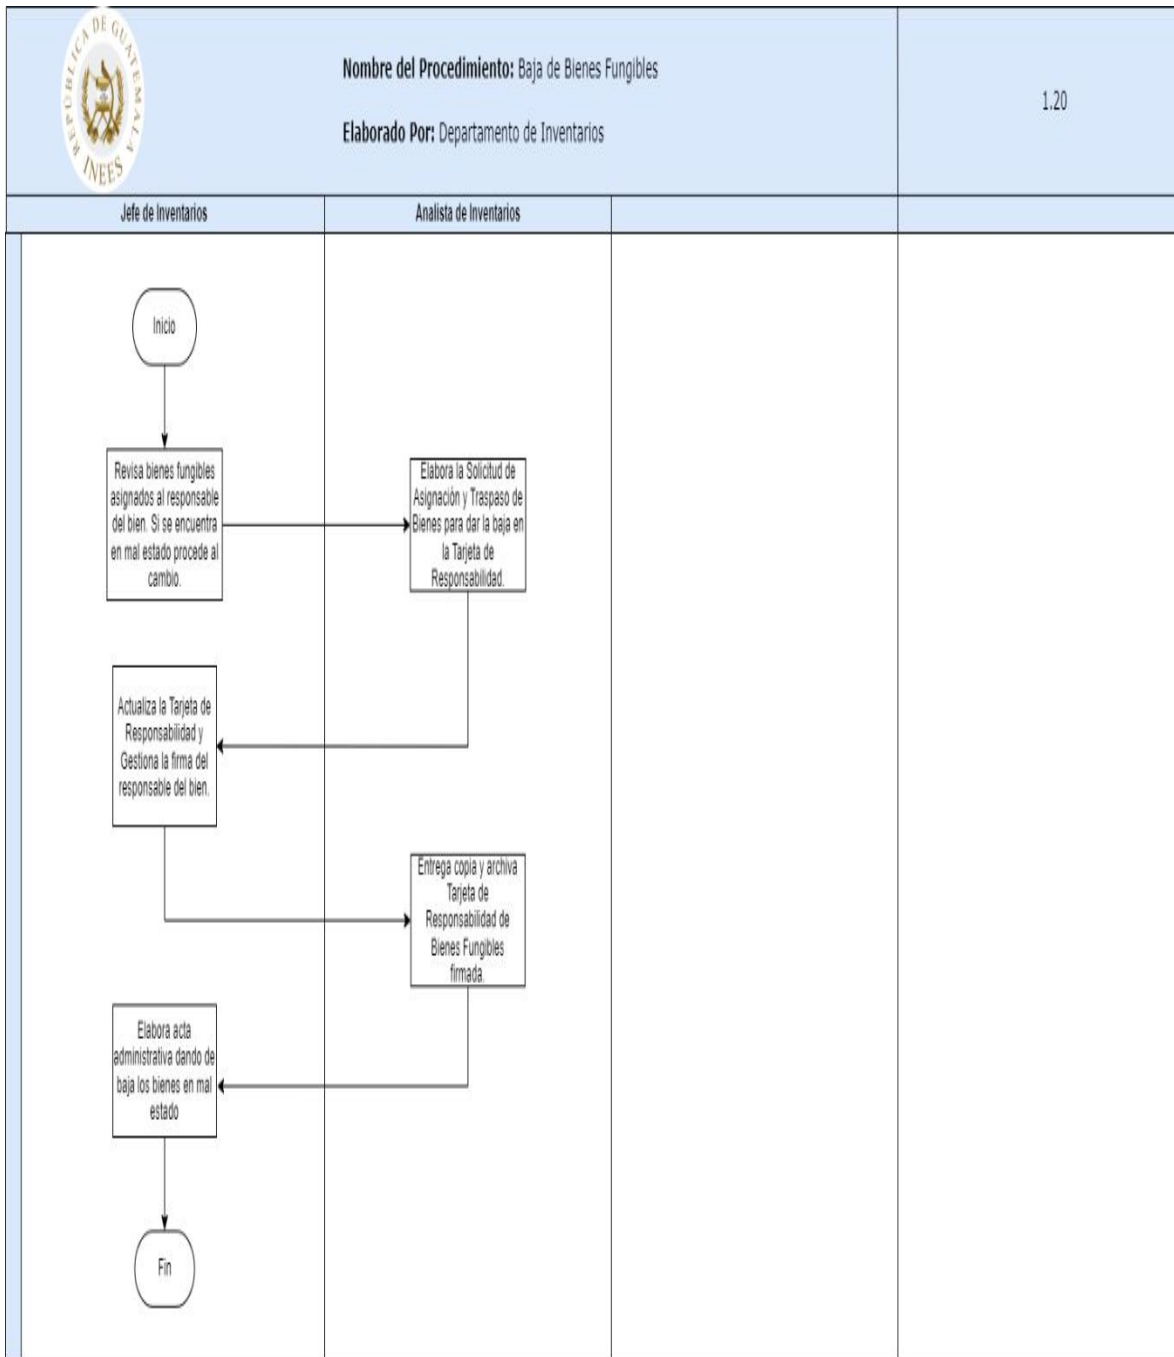 REPÚBLICA DE GUATEMALA
INEES
Nombre del Procedimiento: Baja de Bienes Fungibles
Elaborado Por: Departamento de Inventarios
1.20
Jefe de Inventarios
Analista de Inventarios
Inicio
Revisa bienes fungibles
asignados al responsable
del bien. Si se encuentra
en mal estado procede al
cambio.
Elabora la Solicitud de
Asignación y Traspaso de
Bienes para dar la baja en
la Tarjeta de
Responsabilidad.
Actualiza la Tarjeta de
Responsabilidad y
Gestiona la firma del
responsable del bien.
Entrega copia y archiva
Tarjeta de
Responsabilidad de
Bienes Fungibles
firmada.
Elabora acta
administrativa dando de
baja los bienes en mal
estado
Fin